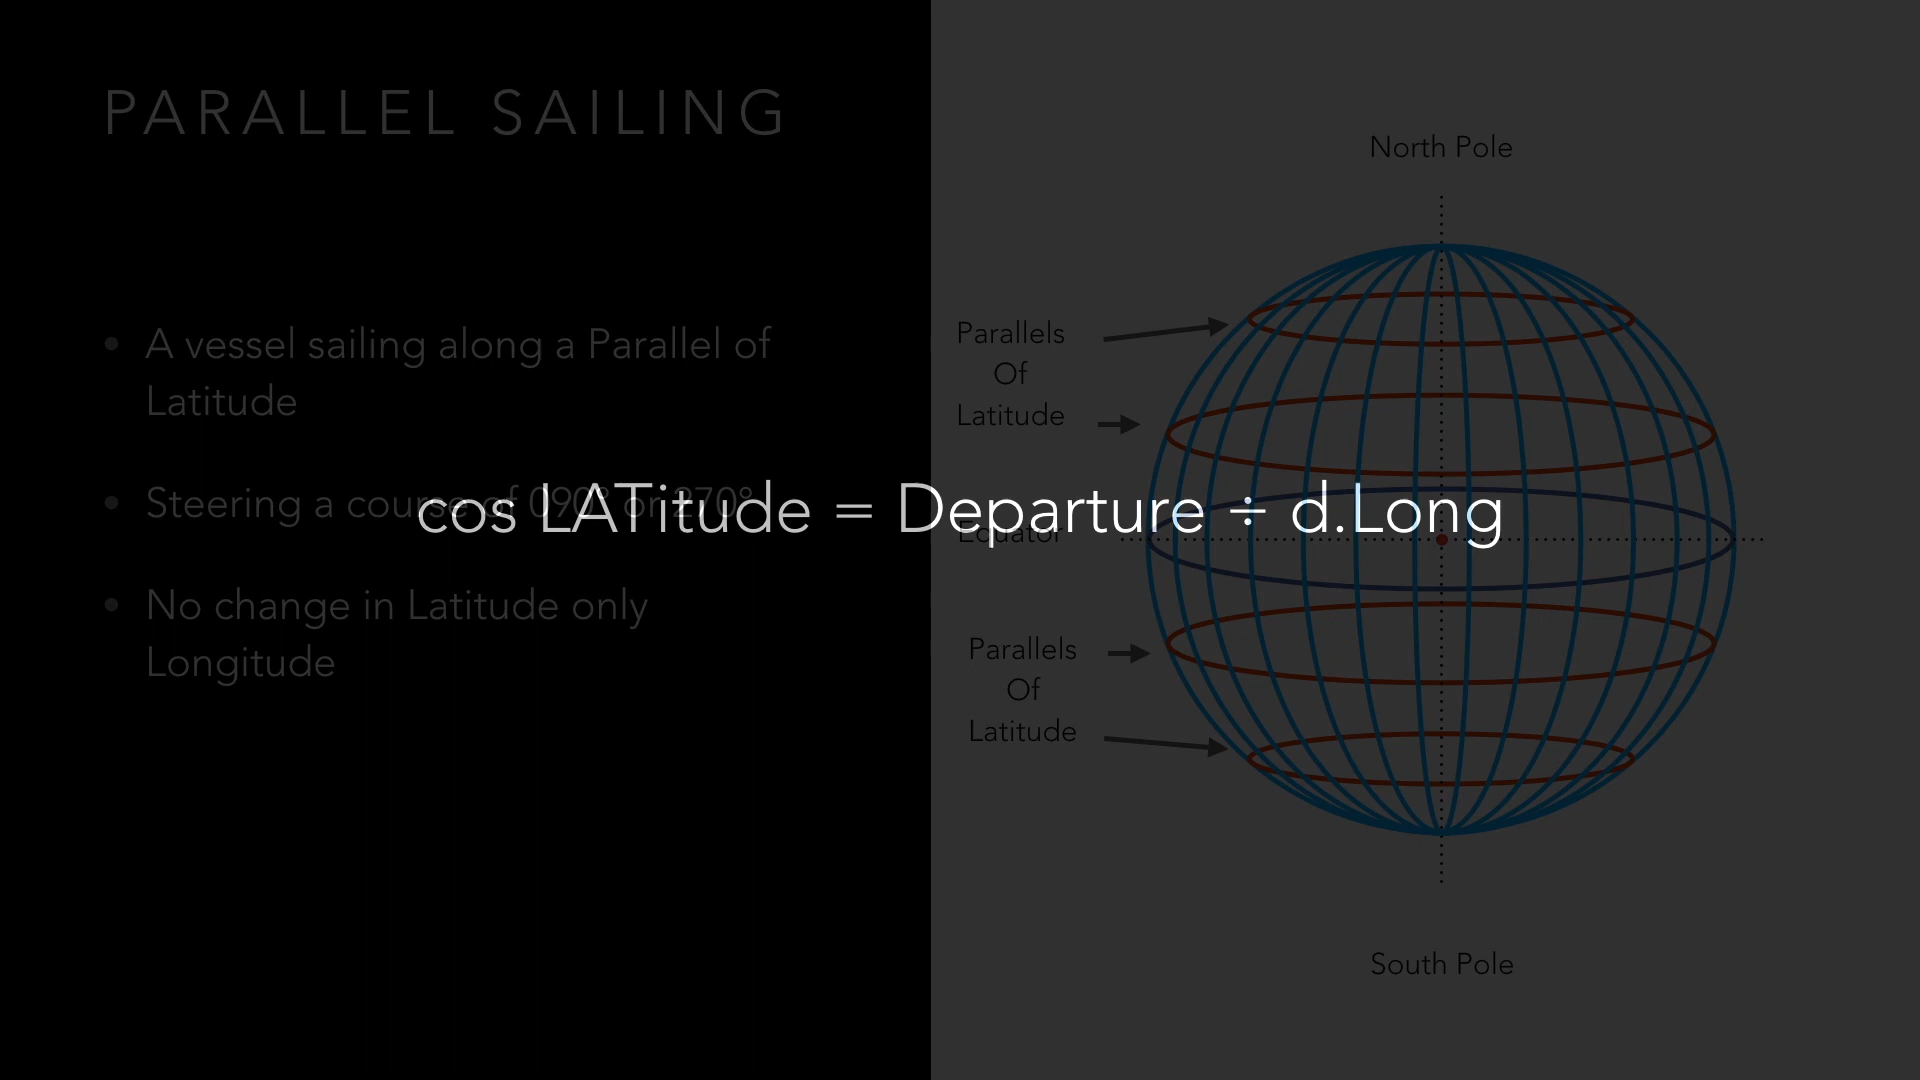 PARALLEL SAILING
• A vessel sailing along a Parallel of
Latitude
• Steering a course of 090° or 270°
• No change in Latitude only
Longitude
cos LATitude = Departure ÷ d.Long
North Pole
Parallels
Of
Latitude
Equator
Parallels
Of
Latitude
South Pole